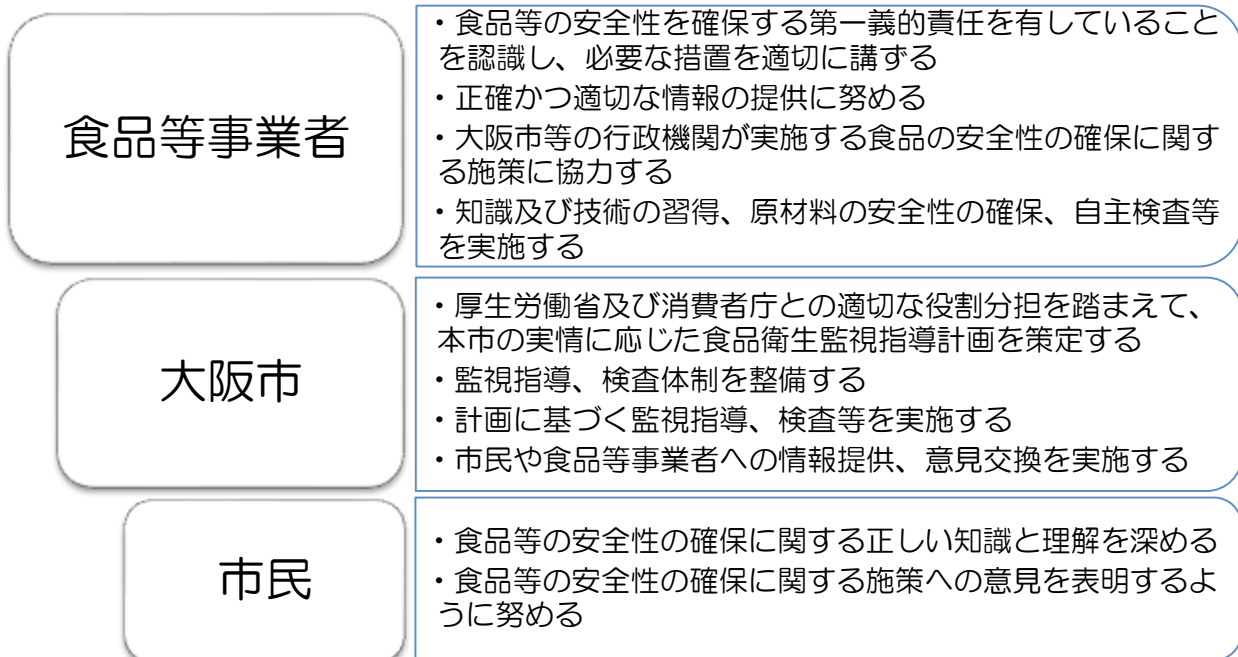 食品等事業者
・食品等の安全性を確保する第一義的責任を有していること
を認識し、必要な措置を適切に講ずる
・正確かつ適切な情報の提供に努める
・大阪市等の行政機関が実施する食品の安全性の確保に関す
る施策に協力する
・知識及び技術の習得、原材料の安全性の確保、自主検査等
を実施する
大阪市
・厚生労働省及び消費者庁との適切な役割分担を踏まえて、
本市の実情に応じた食品衛生監視指導計画を策定する
・監視指導、検査体制を整備する
・計画に基づく監視指導、検査等を実施する
・市民や食品等事業者への情報提供、意見交換を実施する
市民
・食品等の安全性の確保に関する正しい知識と理解を深める
・食品等の安全性の確保に関する施策への意見を表明するよ
うに努める